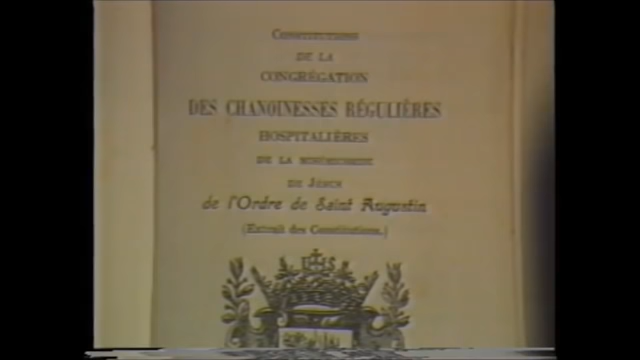 CONSTITUTIONS
DE LA
CONGRÉGATION
DES CHANOINESSES RÉGULIÈRES
HOSPITALIÈRES
DE LA MISÉRICORDE
DE JÉSUS
de l'Ordre de Saint Augustin
(Extrait des Constitutions.)
IHS